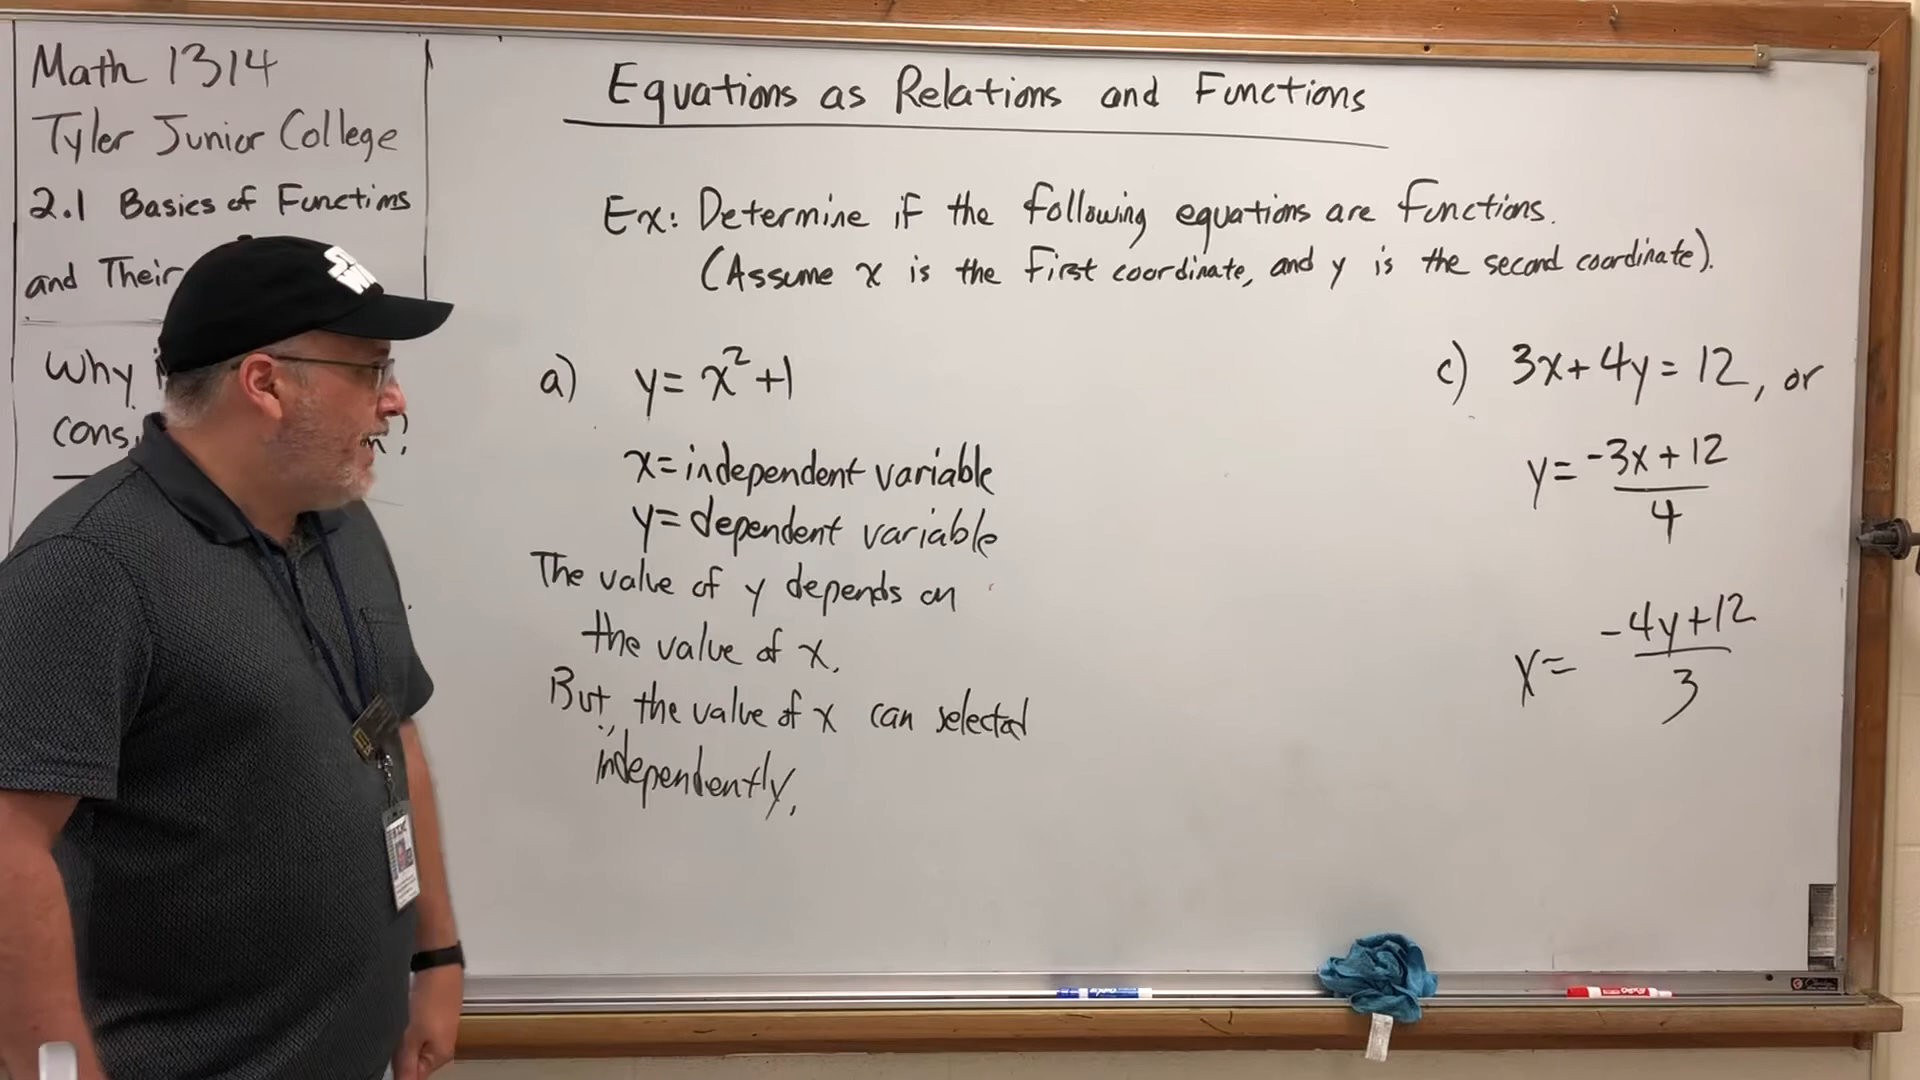 Math 1314
Tyler Junior College
2.1 Basics of Functions
and Their
Why
cons
?
Equations as Relations and Functions
Ex: Determine if the following equations are functions.
(Assume x is the first coordinate, and y is the second coordinate).
a) y = x²+1
x = independent variable
y = dependent variable
The value of y depends on
the value of x.
But, the value of x can selected
independently.
c) 3x+4y = 12, or
y = -3x+12
4
x = -4y+12
3